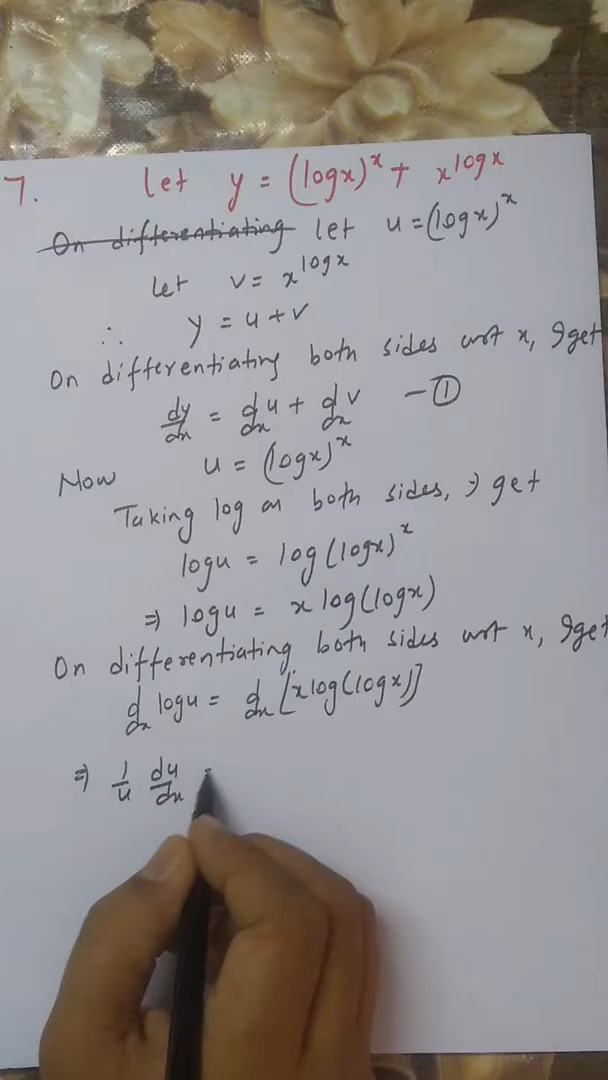 7. Let y = (logx)^x + x^logx
On differentiating let u = (logx)^x
let v = x^logx
∴ y = u + v
On differentiating both sides wrt x, I get
dy/dx = d/dx u + d/dx v — ①
Now u = (logx)^x
Taking log on both sides, I get
logu = log(logx)^x
⇒ logu = x log(logx)
On differentiating both sides wrt x, I get
d/dx logu = d/dx [x log(logx)]
⇒ 1/u du/dx =